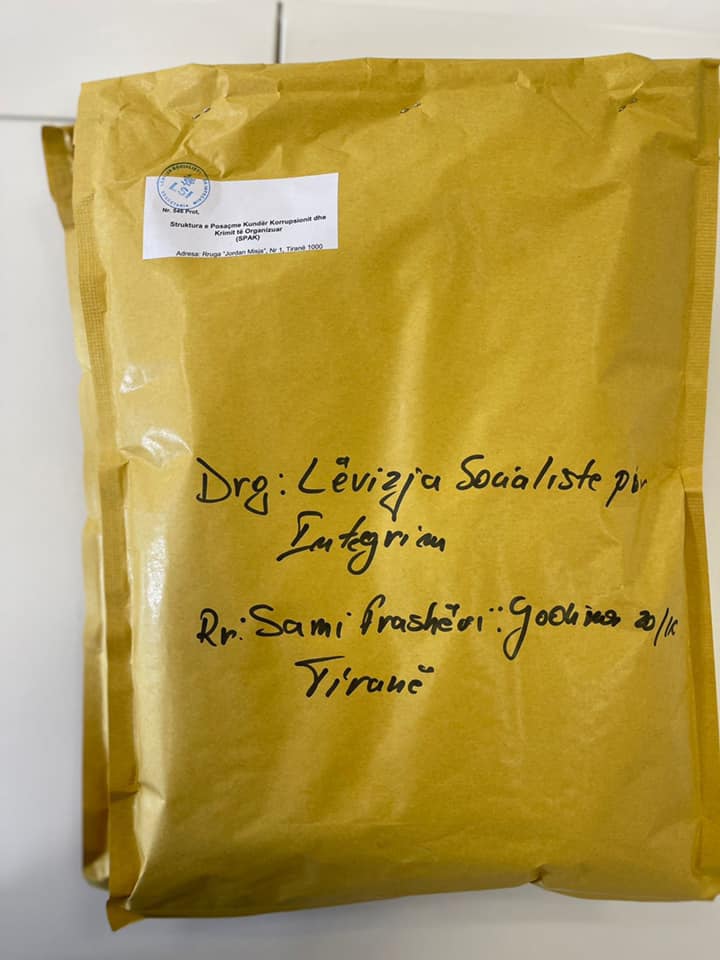 LSI
Nr. 546 Prot,
Struktura e Posaçme Kundër Korrupsionit dhe
Krimit të Organizuar
(SPAK)
Adresa: Rruga "Jordan Misja", Nr 1, Tiranë 1000
Drg: Lëvizja Socialiste për
Integrim
Rr: Sami Frashëri: Godina 20/
Tiranë